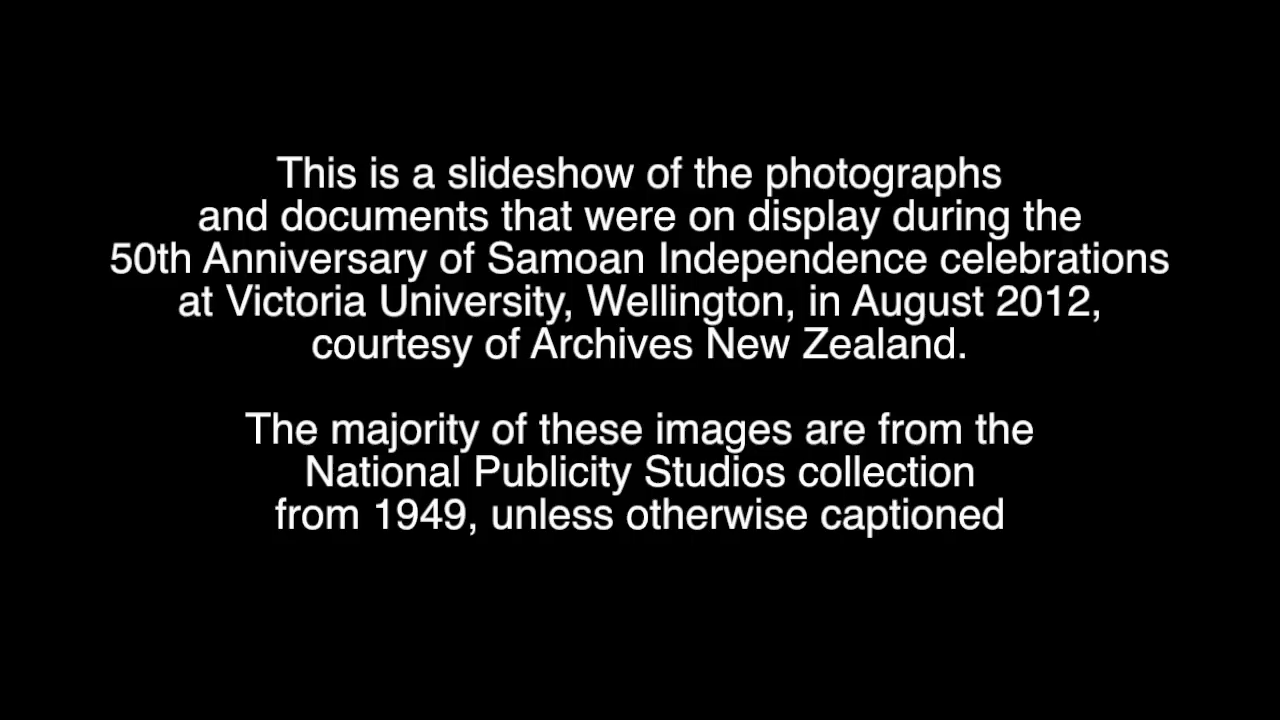 This is a slideshow of the photographs
and documents that were on display during the
50th Anniversary of Samoan Independence celebrations
at Victoria University, Wellington, in August 2012,
courtesy of Archives New Zealand.
The majority of these images are from the
National Publicity Studios collection
from 1949, unless otherwise captioned